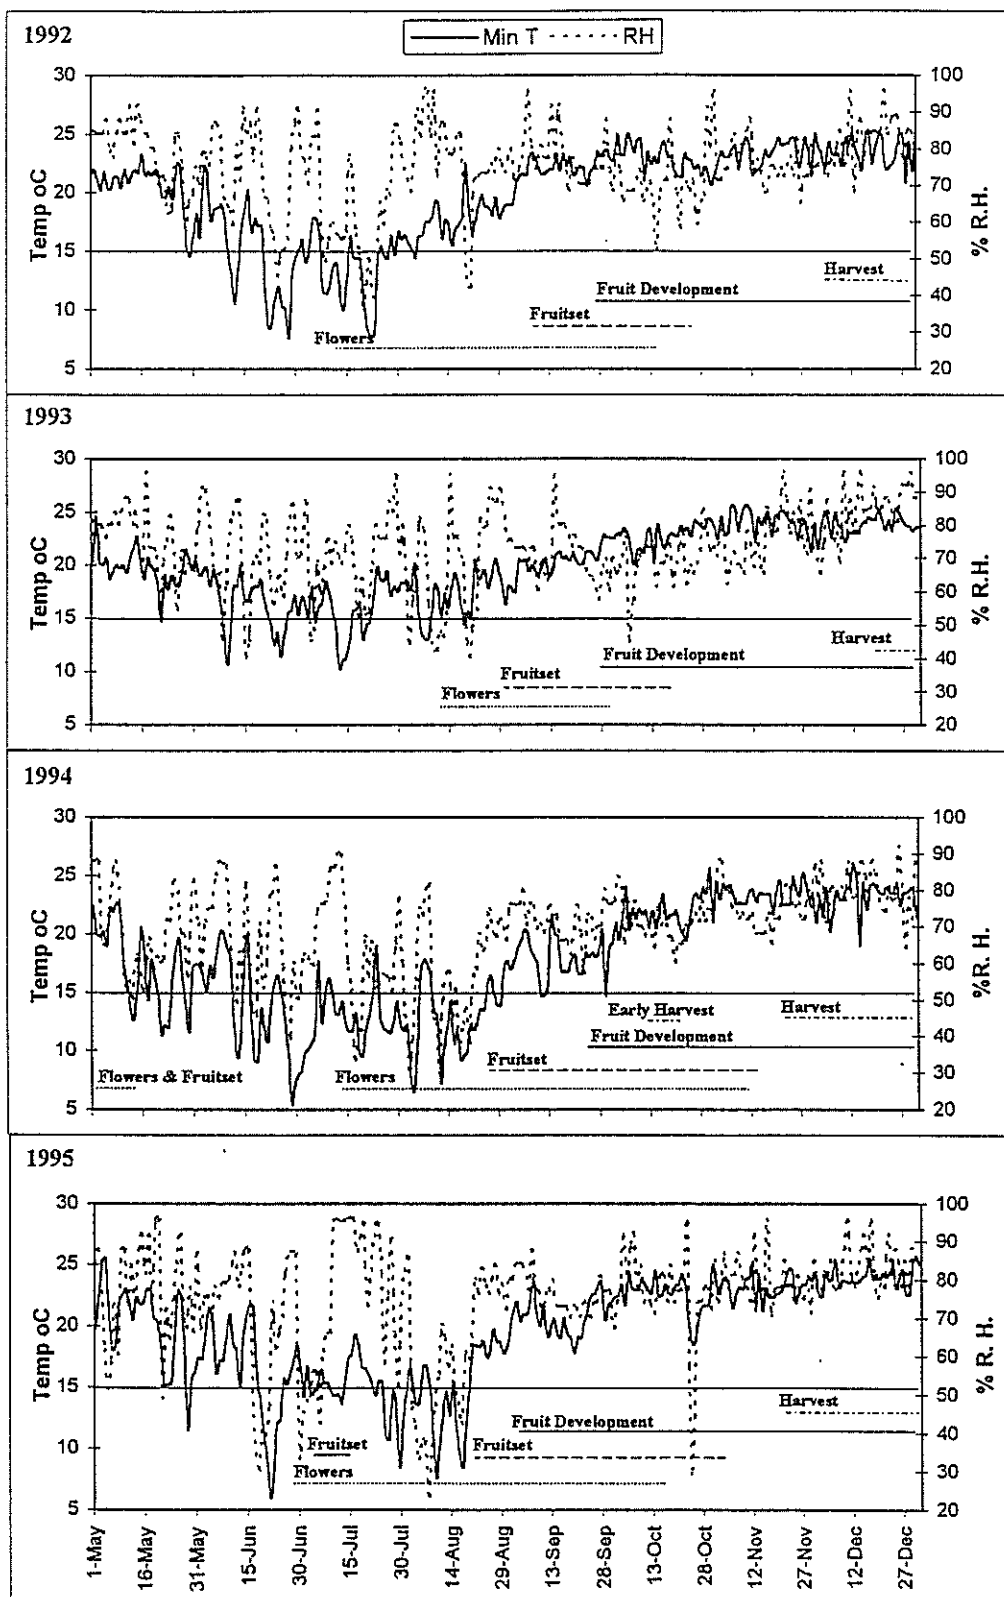 1992
Min T RH
30
25
20
15
10
5
Temp oC
100
90
80
70
60
50
40
30
20
% R.H.
Harvest
Fruit Development
Fruitset
Flowers
1993
30
25
20
15
10
5
Temp oC
100
90
80
70
60
50
40
30
20
% R.H.
Harvest
Fruit Development
Fruitset
Flowers
1994
30
25
20
15
10
5
Temp oC
100
90
80
70
60
50
40
30
20
%R.H.
Early Harvest
Harvest
Fruit Development
Fruitset
Flowers & Fruitset
Flowers
1995
30
25
20
15
10
5
Temp oC
100
90
80
70
60
50
40
30
20
% R. H.
Harvest
Fruit Development
Fruitset
Fruitset
Flowers
1-May
16-May
31-May
15-Jun
30-Jun
15-Jul
30-Jul
14-Aug
29-Aug
13-Sep
28-Sep
13-Oct
28-Oct
12-Nov
27-Nov
12-Dec
27-Dec